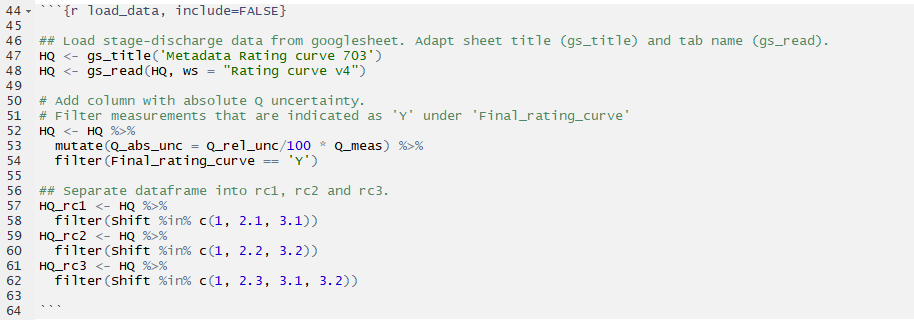 44 ```{r load_data, include=FALSE}
45
46 ## Load stage-discharge data from googlesheet. Adapt sheet title (gs_title) and tab name (gs_read).
47 HQ <- gs_title('Metadata Rating curve 703')
48 HQ <- gs_read(HQ, ws = "Rating curve v4")
49
50 # Add column with absolute Q uncertainty.
51 # Filter measurements that are indicated as 'Y' under 'Final_rating_curve'
52 HQ <- HQ %>%
53   mutate(Q_abs_unc = Q_rel_unc/100 * Q_meas) %>%
54   filter(Final_rating_curve == 'Y')
55
56 ## Separate dataframe into rc1, rc2 and rc3.
57 HQ_rc1 <- HQ %>%
58   filter(Shift %in% c(1, 2.1, 3.1))
59 HQ_rc2 <- HQ %>%
60   filter(Shift %in% c(1, 2.2, 3.2))
61 HQ_rc3 <- HQ %>%
62   filter(Shift %in% c(1, 2.3, 3.1, 3.2))
63
64 ```